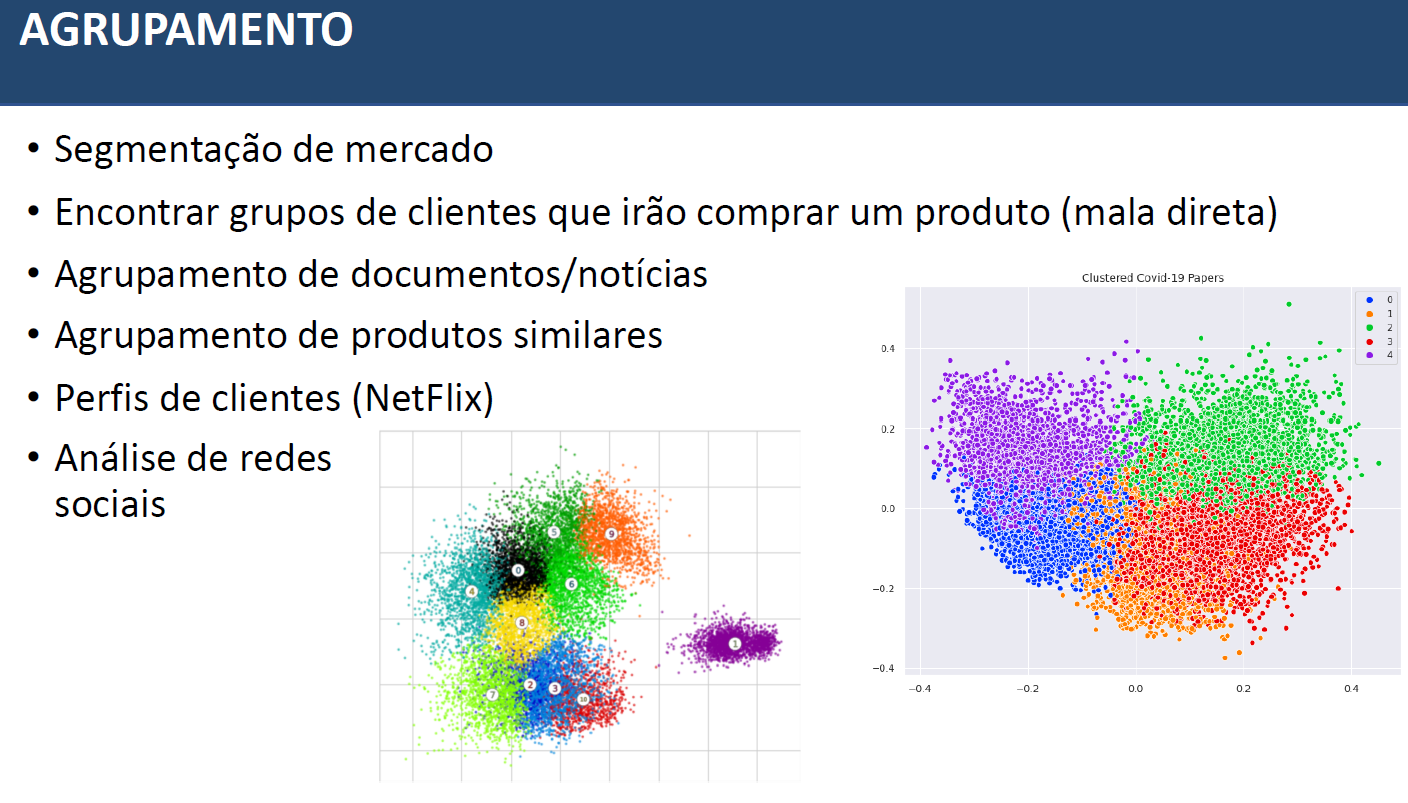 AGRUPAMENTO
• Segmentação de mercado
• Encontrar grupos de clientes que irão comprar um produto (mala direta)
• Agrupamento de documentos/notícias
• Agrupamento de produtos similares
• Perfis de clientes (NetFlix)
• Análise de redes
sociais
5
9
0
6
4
8
1
2
3
7
10
Clustered Covid-19 Papers
0
1
2
3
4
0.4
0.2
0.0
−0.2
−0.4
−0.4 −0.2 0.0 0.2 0.4